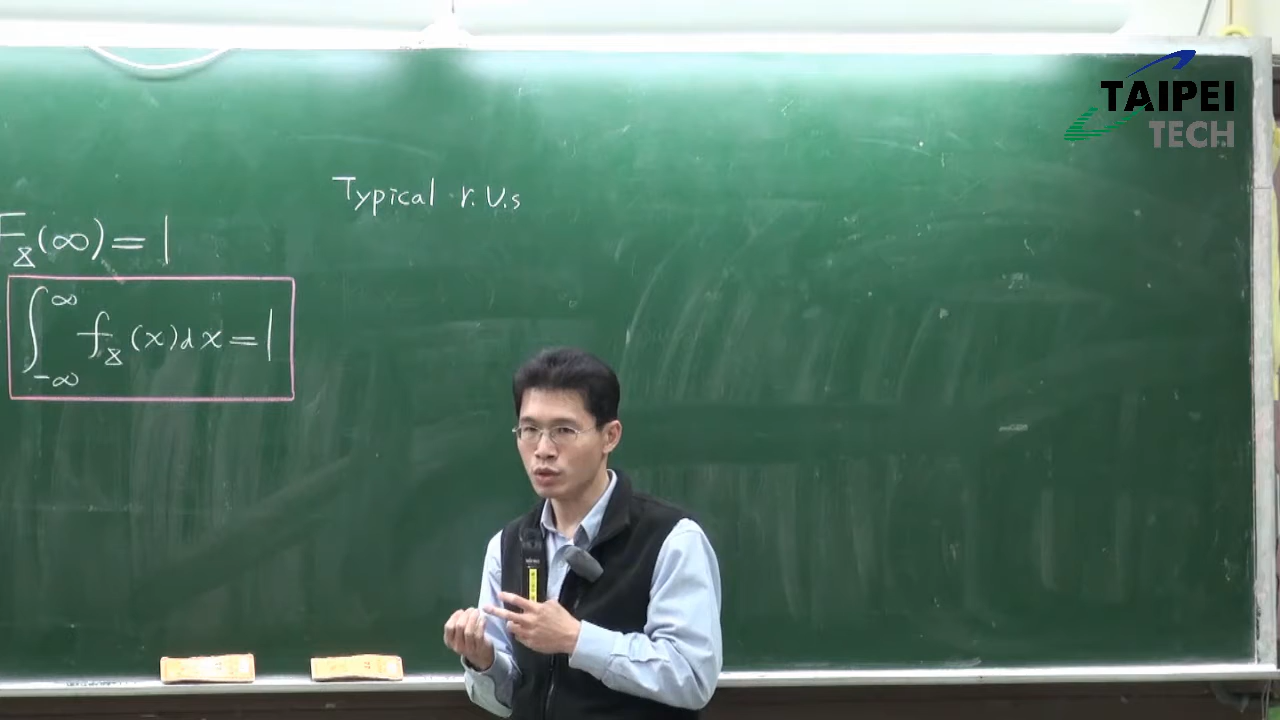 TAIPEI
TECH
Typical r.v.s
F_X(∞)=1
∫_{-∞}^{∞} f_X(x)dx=1